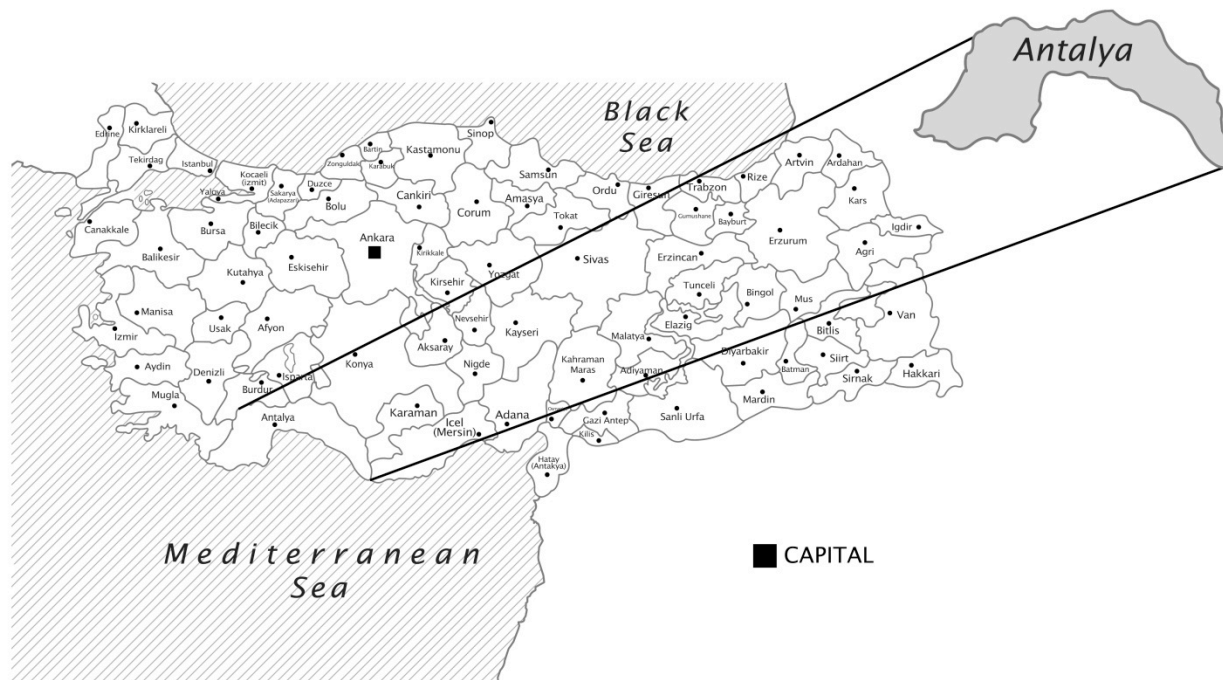 Antalya
Black
Sea
Sinop
Edirne
Kirklareli
Bartin
Kastamonu
Zonguldak
Karabuk
Tekirdag
Istanbul
Kocaeli
(izmit)
Samsun
Artvin
Ardahan
Yalova
Sakarya
(Adapazari)
Duzce
Bolu
Cankiri
Corum
Amasya
Ordu
Giresun
Trabzon
Rize
Kars
Canakkale
Bursa
Bilecik
Tokat
Gumushane
Bayburt
Igdir
Ankara
Erzurum
Balikesir
Eskisehir
Kirikkale
Yozgat
Sivas
Erzincan
Agri
Kutahya
Kirsehir
Tunceli
Bingol
Mus
Manisa
Usak
Afyon
Nevsehir
Kayseri
Elazig
Van
Izmir
Aksaray
Malatya
Bitlis
Aydin
Denizli
Konya
Nigde
Kahraman
Maras
Diyarbakir
Siirt
Batman
Sirnak
Hakkari
Burdur
Isparta
Adiyaman
Mugla
Mardin
Antalya
Karaman
Icel
(Mersin)
Adana
Gazi Antep
Sanli Urfa
Kilis
Hatay
(Antakya)
Mediterranean
Sea
CAPITAL